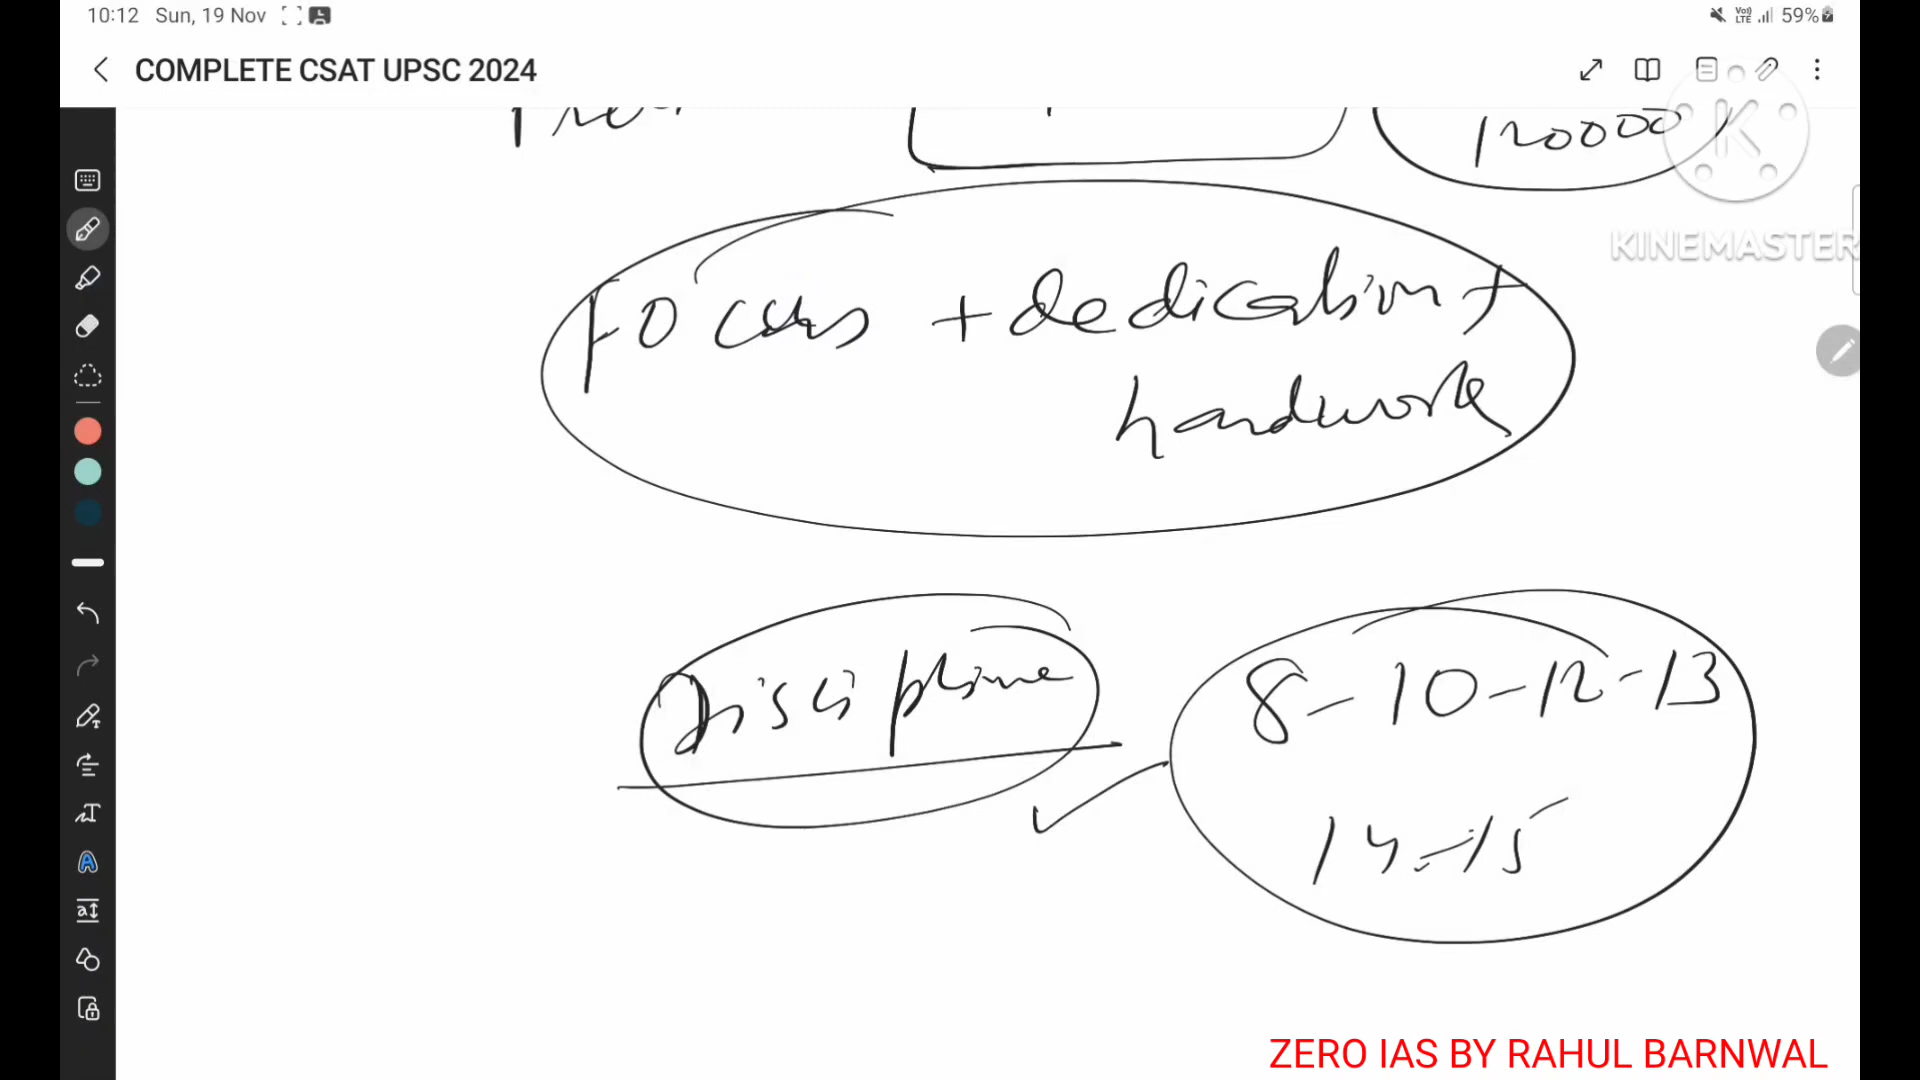 10:12 Sun, 19 Nov 59%
COMPLETE CSAT UPSC 2024
120000
KINEMASTER
Focus + dedication +
hardwork
Discipline
8-10-12-13
14-15
ZERO IAS BY RAHUL BARNWAL